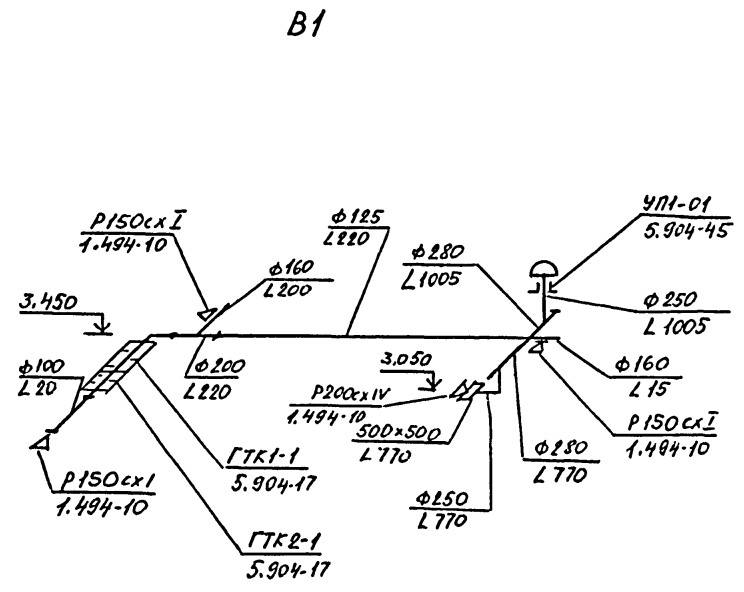 В1
Р150сх I
1.494-10
ф125
L220
УП1-01
5.904-45
ф160
L200
ф280
L1005
3.450
ф250
L1005
ф100
L20
ф200
L220
3.050
ф160
L15
Р200сх IV
1.494-10
500×500
L770
Р150сх I
1.494-10
ГТК1-1
5.904-17
ф280
L770
Р150сх I
1.494-10
ф250
L770
ГТК2-1
5.904-17